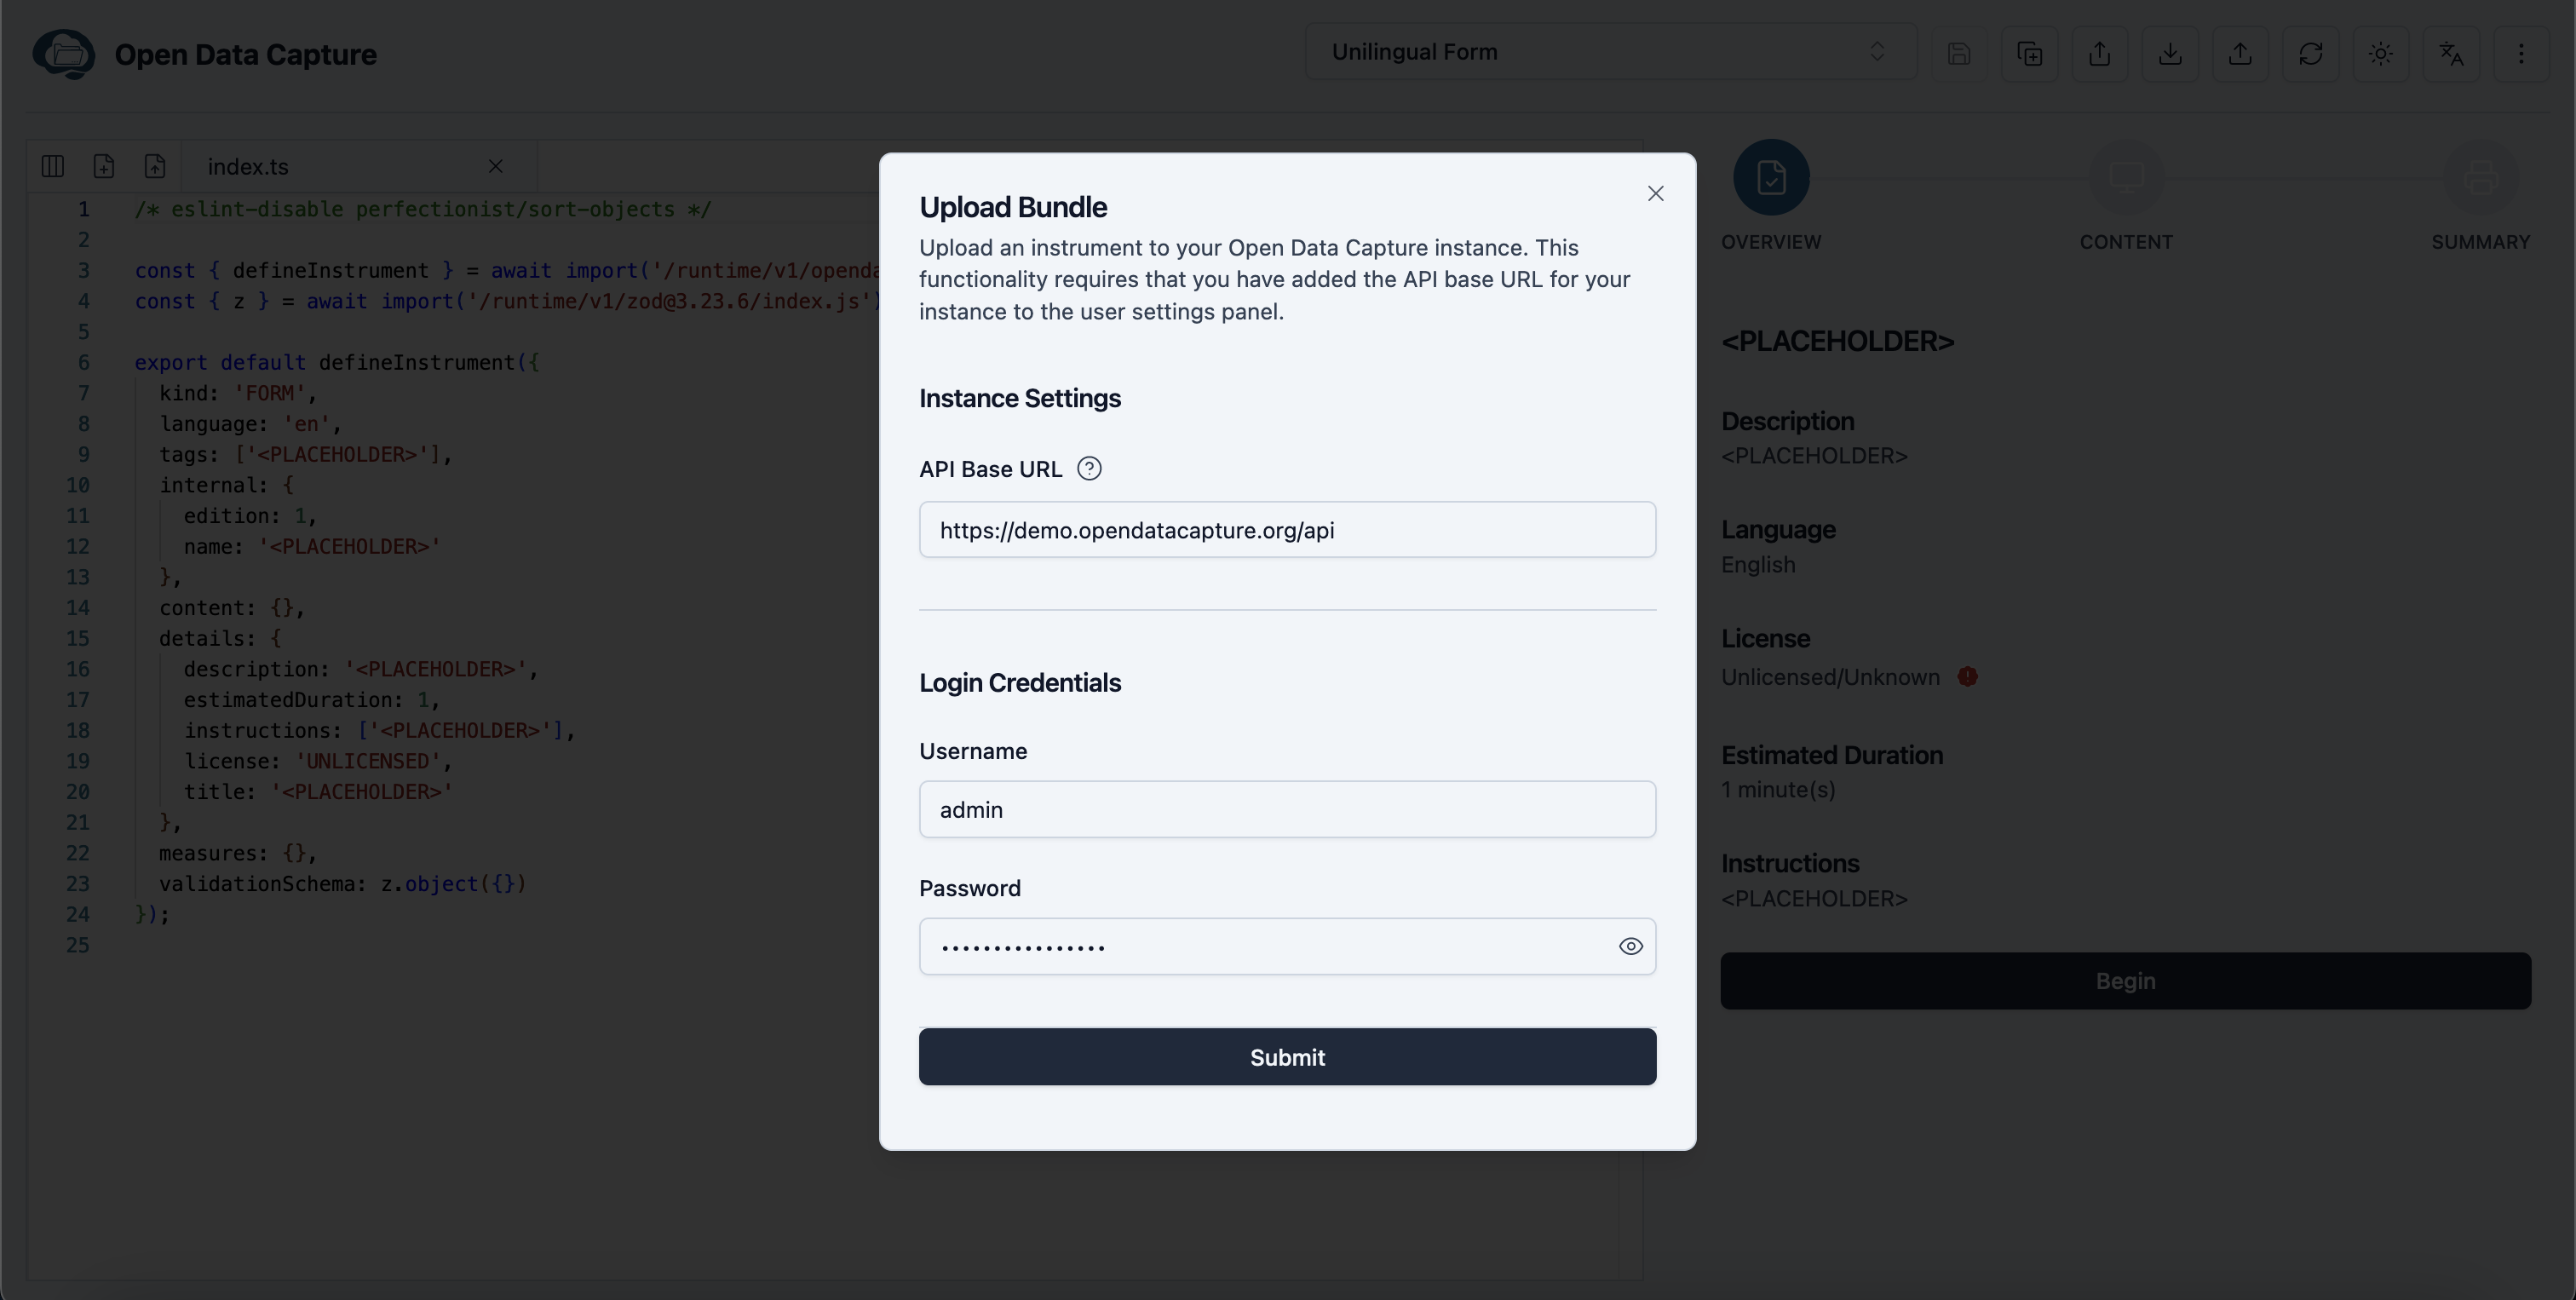 Open Data Capture
Unilingual Form
index.ts
1 /* eslint-disable perfectionist/sort-objects */
2
3 const { defineInstrument } = await import('/runtime/v1/openda
4 const { z } = await import('/runtime/v1/zod@3.23.6/index.js')
5
6 export default defineInstrument({
7 kind: 'FORM',
8 language: 'en',
9 tags: ['<PLACEHOLDER>'],
10 internal: {
11 edition: 1,
12 name: '<PLACEHOLDER>'
13 },
14 content: {},
15 details: {
16 description: '<PLACEHOLDER>',
17 estimatedDuration: 1,
18 instructions: ['<PLACEHOLDER>'],
19 license: 'UNLICENSED',
20 title: '<PLACEHOLDER>'
21 },
22 measures: {},
23 validationSchema: z.object({})
24 });
25
Upload Bundle
Upload an instrument to your Open Data Capture instance. This
functionality requires that you have added the API base URL for your
instance to the user settings panel.
Instance Settings
API Base URL
https://demo.opendatacapture.org/api
Login Credentials
Username
admin
Password
••••••••••••••••
Submit
OVERVIEW
CONTENT
SUMMARY
<PLACEHOLDER>
Description
<PLACEHOLDER>
Language
English
License
Unlicensed/Unknown
Estimated Duration
1 minute(s)
Instructions
<PLACEHOLDER>
Begin